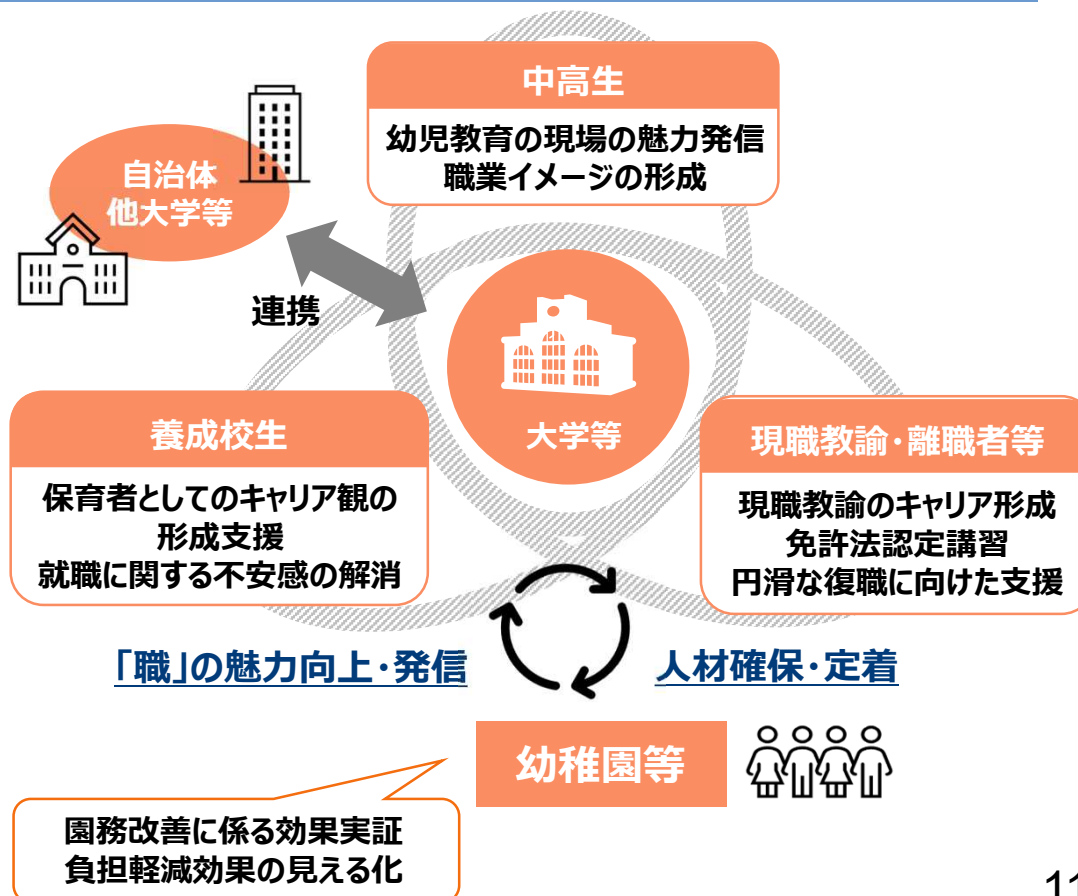 中高生
幼児教育の現場の魅力発信
職業イメージの形成
自治体
他大学等
連携
大学等
養成校生
保育者としてのキャリア観の
形成支援
就職に関する不安感の解消
現職教諭・離職者等
現職教諭のキャリア形成
免許法認定講習
円滑な復職に向けた支援
「職」の魅力向上・発信
人材確保・定着
幼稚園等
園務改善に係る効果実証
負担軽減効果の見える化
11